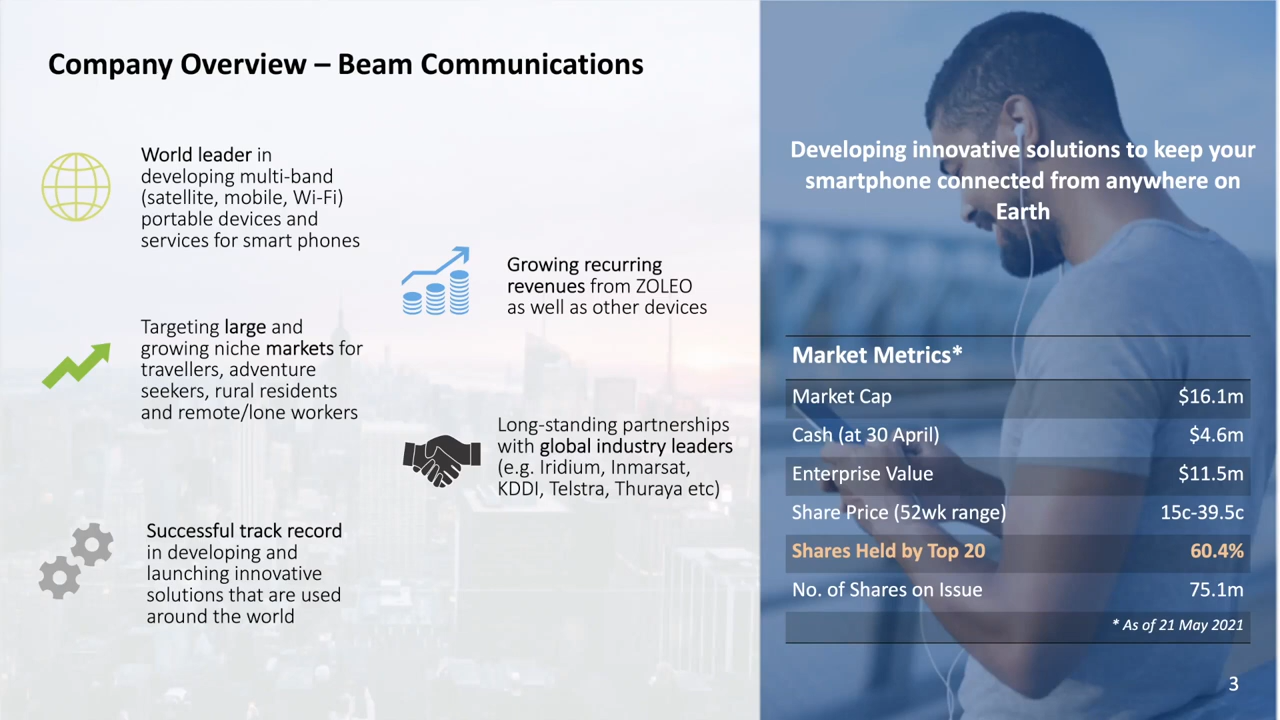 Company Overview – Beam Communications
World leader in
developing multi-band
(satellite, mobile, Wi-Fi)
portable devices and
services for smart phones
Targeting large and
growing niche markets for
travellers, adventure
seekers, rural residents
and remote/lone workers
Successful track record
in developing and
launching innovative
solutions that are used
around the world
Growing recurring
revenues from ZOLEO
as well as other devices
Long-standing partnerships
with global industry leaders
(e.g. Iridium, Inmarsat,
KDDI, Telstra, Thuraya etc)
Developing innovative solutions to keep your
smartphone connected from anywhere on
Earth
Market Metrics*
Market Cap $16.1m
Cash (at 30 April) $4.6m
Enterprise Value $11.5m
Share Price (52wk range) 15c-39.5c
Shares Held by Top 20 60.4%
No. of Shares on Issue 75.1m
* As of 21 May 2021
3